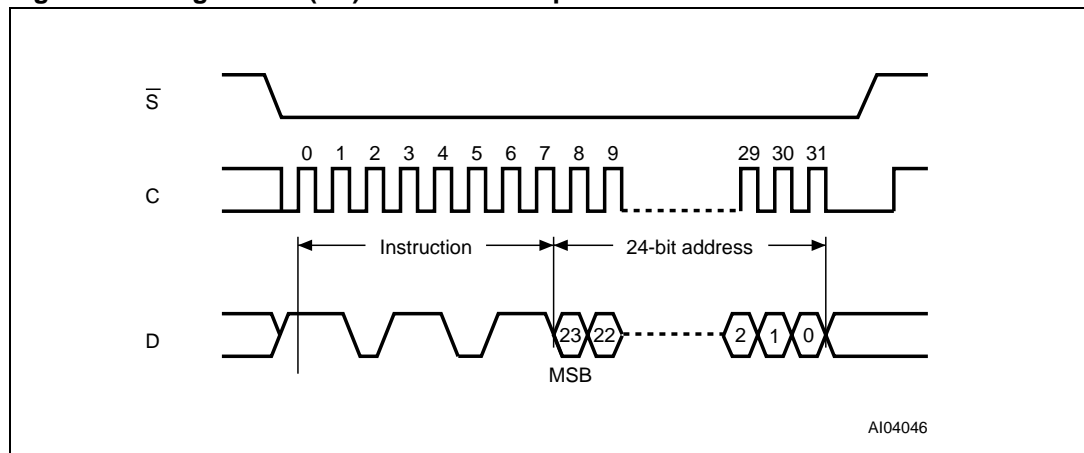 S
0 1 2 3 4 5 6 7 8 9 29 30 31
C
Instruction 24-bit address
D 23 22 2 1 0
MSB
AI04046